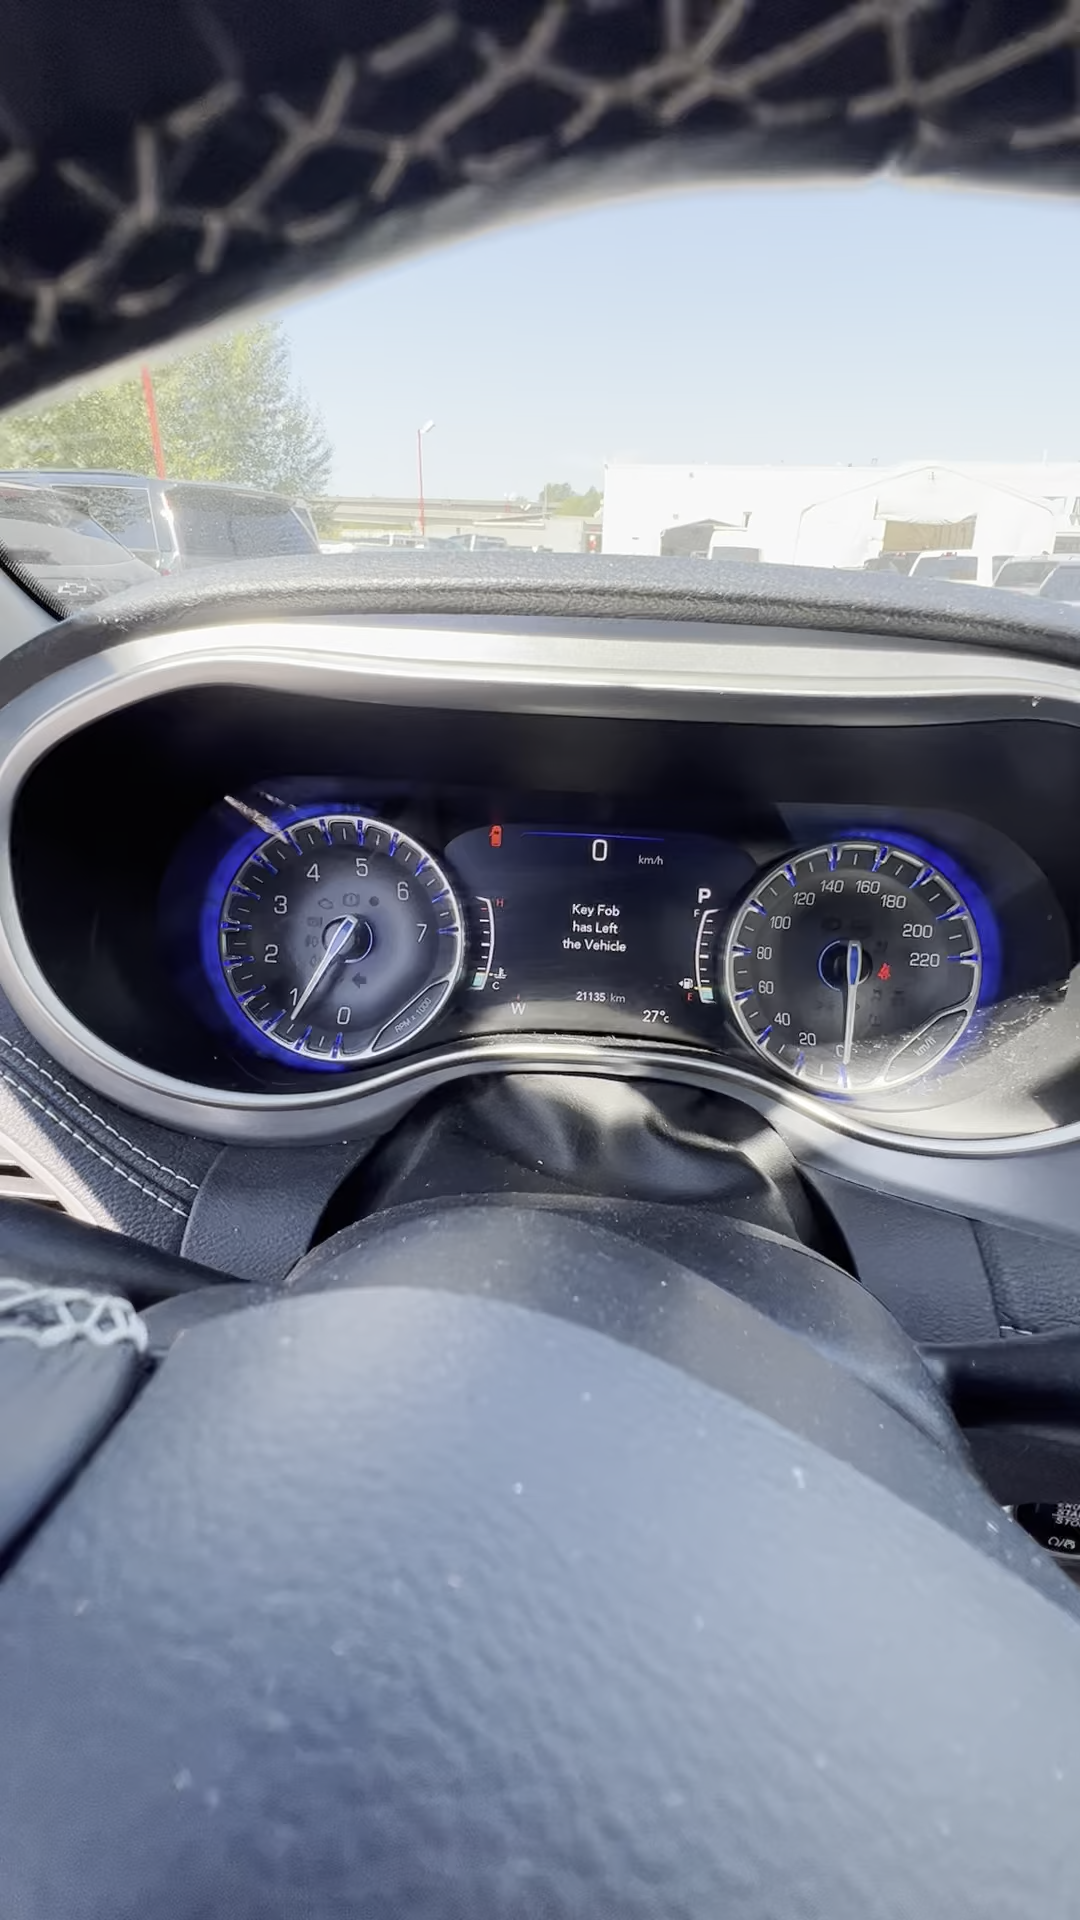 0
km/h
Key Fob
has Left
the Vehicle
21135 km
W
27°c
P
F
E
H
C
0
1
2
3
4
5
6
7
RPM x 1000
20
40
60
80
100
120
140
160
180
200
220
km/h